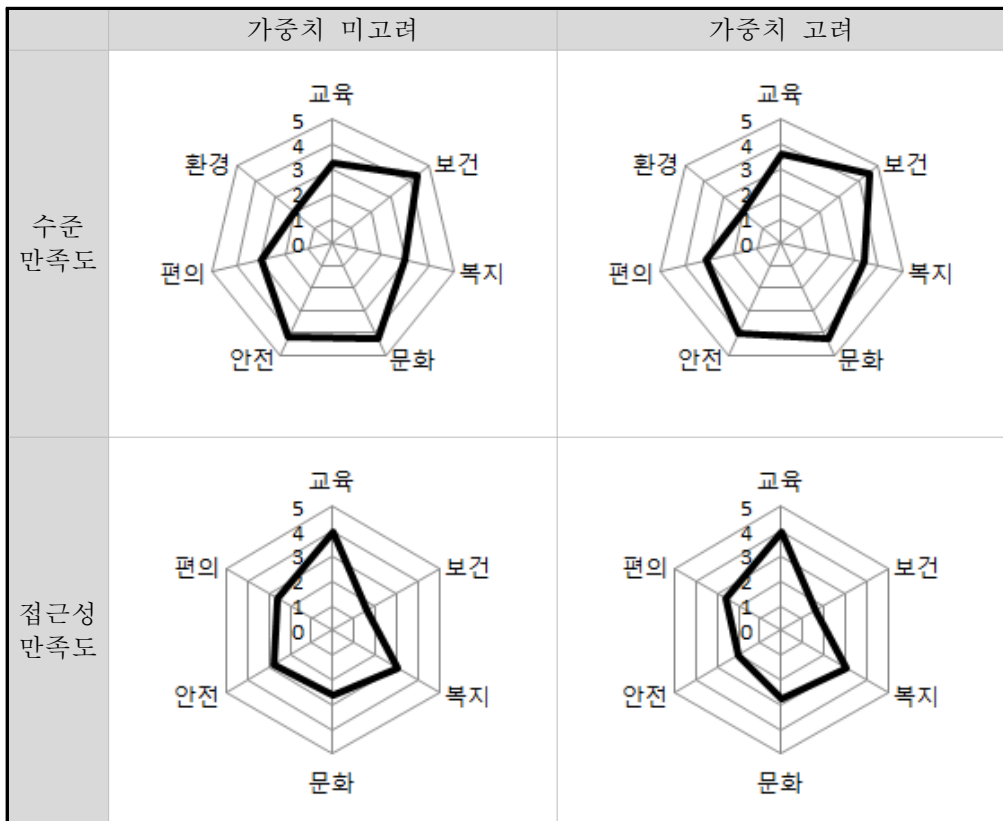 가중치 미고려
가중치 고려
수준
만족도
교육
보건
복지
문화
안전
편의
환경
5
4
3
2
1
0
교육
보건
복지
문화
안전
편의
환경
5
4
3
2
1
0
접근성
만족도
교육
보건
복지
문화
안전
편의
5
4
3
2
1
0
교육
보건
복지
문화
안전
편의
5
4
3
2
1
0